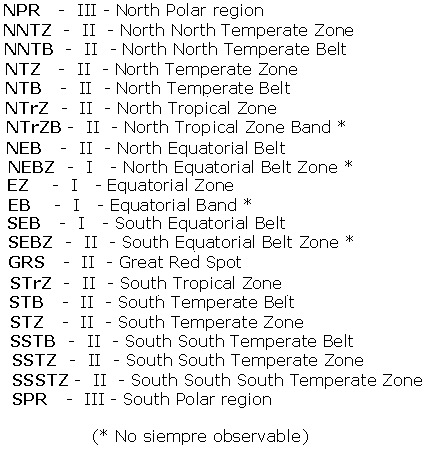 NPR - III - North Polar region
NNTZ - II - North North Temperate Zone
NNTB - II - North North Temperate Belt
NTZ - II - North Temperate Zone
NTB - II - North Temperate Belt
NTrZ - II - North Tropical Zone
NTrZB - II - North Tropical Zone Band *
NEB - II - North Equatorial Belt
NEBZ - I - North Equatorial Belt Zone *
EZ - I - Equatorial Zone
EB - I - Equatorial Band *
SEB - I - South Equatorial Belt
SEBZ - II - South Equatorial Belt Zone *
GRS - II - Great Red Spot
STrZ - II - South Tropical Zone
STB - II - South Temperate Belt
STZ - II - South Temperate Zone
SSTB - II - South South Temperate Belt
SSTZ - II - South South Temperate Zone
SSSTZ - II - South South South Temperate Zone
SPR - III - South Polar region
(* No siempre observable)